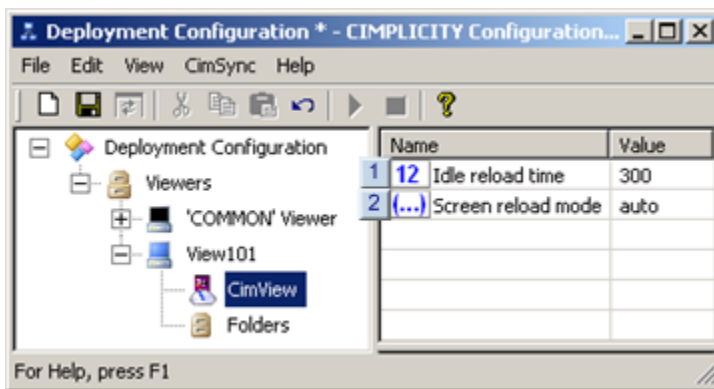 Deployment Configuration * - CIMPLICITY Configuration...
File Edit View CimSync Help
Deployment Configuration
Viewers
'COMMON' Viewer
View101
CimView
Folders
Name Value
1 12 Idle reload time 300
2 (...) Screen reload mode auto
For Help, press F1